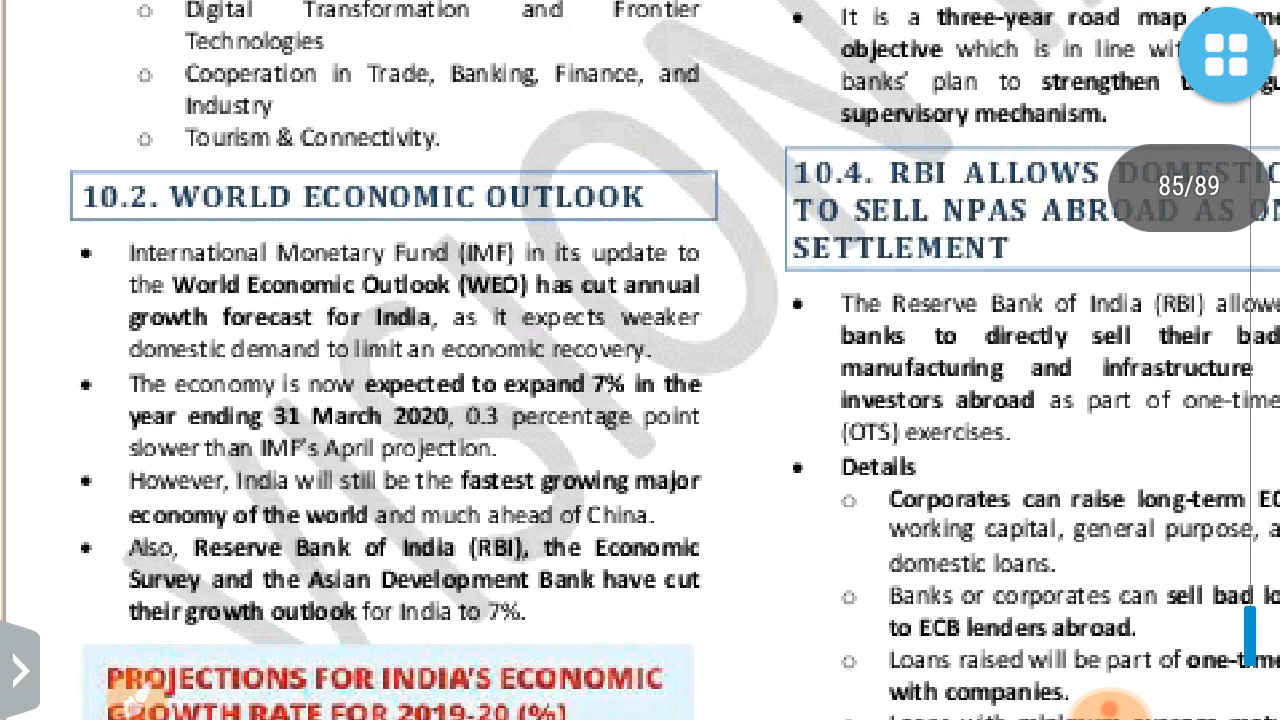 ○ Digital Transformation and Frontier
Technologies
○ Cooperation in Trade, Banking, Finance, and
Industry
○ Tourism & Connectivity.
10.2. WORLD ECONOMIC OUTLOOK
• International Monetary Fund (IMF) in its update to
the World Economic Outlook (WEO) has cut annual
growth forecast for India, as it expects weaker
domestic demand to limit an economic recovery.
• The economy is now expected to expand 7% in the
year ending 31 March 2020, 0.3 percentage point
slower than IMF's April projection.
• However, India will still be the fastest growing major
economy of the world and much ahead of China.
• Also, Reserve Bank of India (RBI), the Economic
Survey and the Asian Development Bank have cut
their growth outlook for India to 7%.
PROJECTIONS FOR INDIA'S ECONOMIC
GROWTH RATE FOR 2019-20 (%)
• It is a three-year road map
objective which is in line
banks' plan to strengthen
supervisory mechanism.
10.4. RBI ALLOWS DOMESTIC
TO SELL NPAS ABROAD AS
SETTLEMENT
• The Reserve Bank of India (RBI)
banks to directly sell their bad
manufacturing and infrastructure
investors abroad as part of one-time
(OTS) exercises.
• Details
○ Corporates can raise long-term
working capital, general purpose,
domestic loans.
○ Banks or corporates can sell bad
to ECB lenders abroad.
○ Loans raised will be part of one-time
with companies.
85/89
VISION